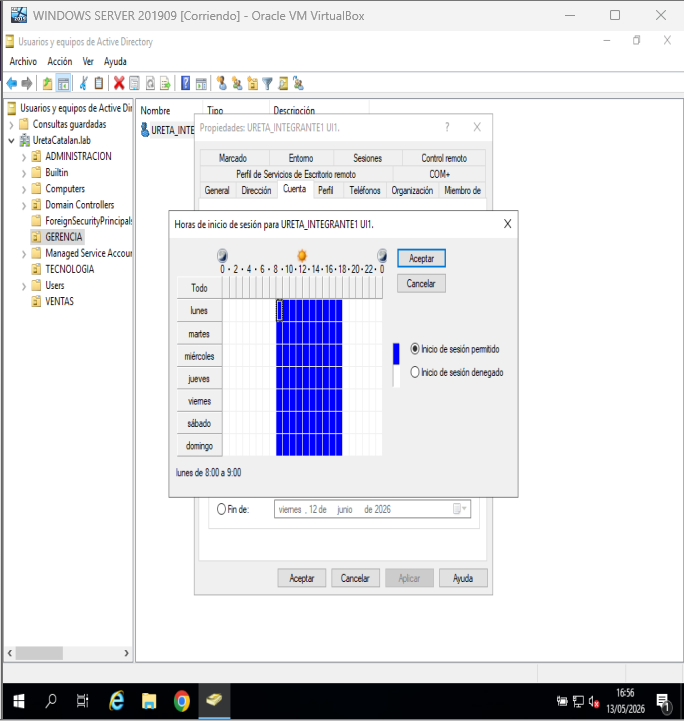 WINDOWS SERVER 201909 [Corriendo] - Oracle VM VirtualBox
Usuarios y equipos de Active Directory
Archivo Acción Ver Ayuda
Usuarios y equipos de Active Dir
Consultas guardadas
UretaCatalan.lab
ADMINISTRACION
Builtin
Computers
Domain Controllers
ForeignSecurityPrincipals
GERENCIA
Managed Service Accour
TECNOLOGIA
Users
VENTAS
Nombre Tipo Descripción
URETA_INTE
Propiedades: URETA_INTEGRANTE1 UI1. ? X
Marcado Entorno Sesiones Control remoto
Perfil de Servicios de Escritorio remoto COM+
General Dirección Cuenta Perfil Teléfonos Organización Miembro de
Horas de inicio de sesión para URETA_INTEGRANTE1 UI1. X
0 · 2 · 4 · 6 · 8 · 10 · 12 · 14 · 16 · 18 · 20 · 22 · 0
Todo
lunes
martes
miércoles
jueves
viernes
sábado
domingo
Aceptar
Cancelar
Inicio de sesión permitido
Inicio de sesión denegado
lunes de 8:00 a 9:00
Fin de: viernes , 12 de junio de 2026
Aceptar Cancelar Aplicar Ayuda
16:56
13/05/2026
1